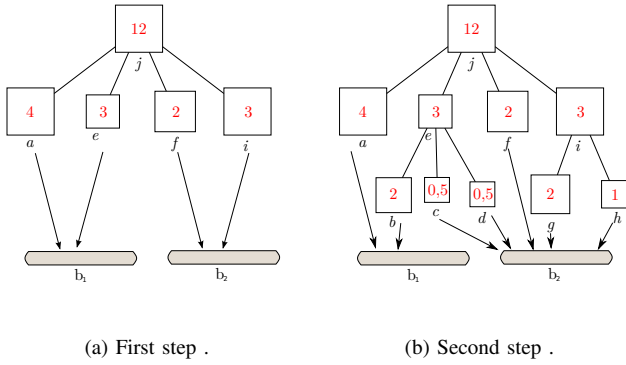 12 12
j j
4 3 2 3 4 3 2 3
a e f i a e f i
2 0,5 0,5 2 1
b c d g h
b₁ b₂ b₁ b₂
(a) First step . (b) Second step .